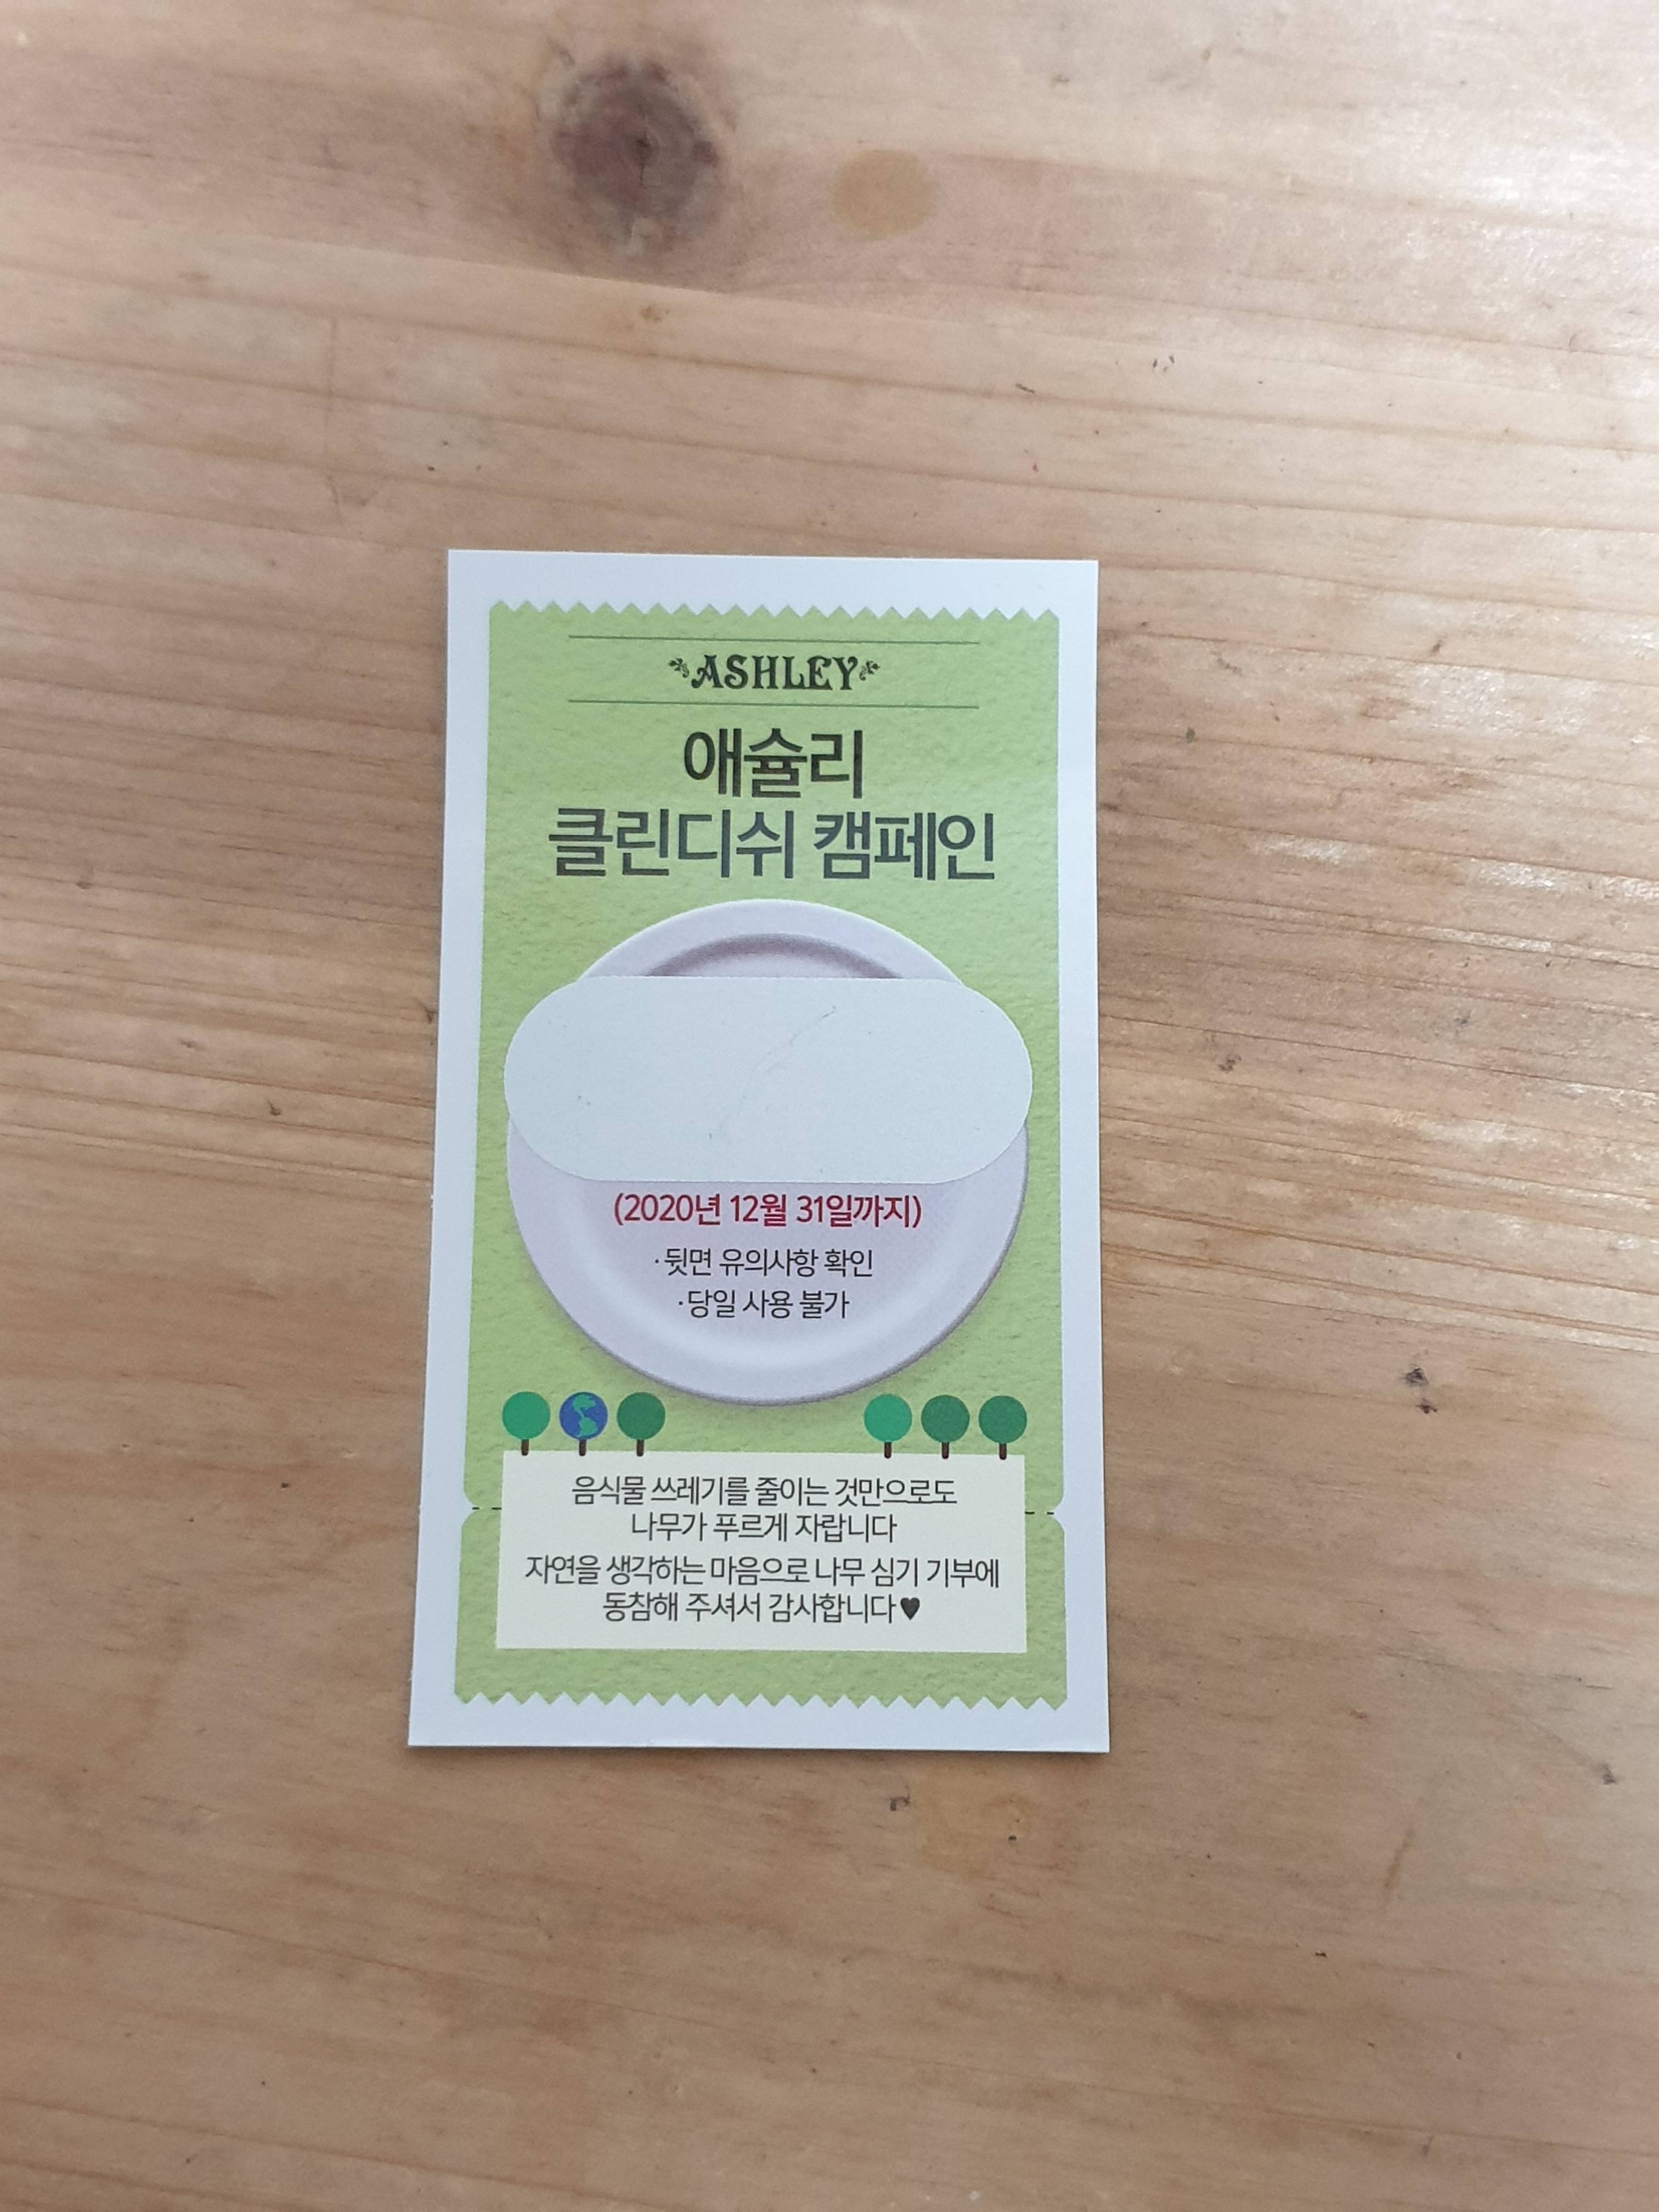 ASHLEY
애슐리
클린디쉬 캠페인
(2020년 12월 31일까지)
·뒷면 유의사항 확인
·당일 사용 불가
음식물 쓰레기를 줄이는 것만으로도
나무가 푸르게 자랍니다
자연을 생각하는 마음으로 나무 심기 기부에
동참해 주셔서 감사합니다♥